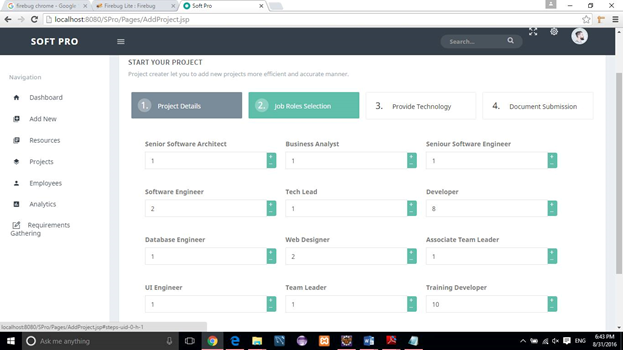 firebug chrome - Google
Firebug Lite : Firebug
Soft Pro
localhost:8080/SPro/Pages/AddProject.jsp
SOFT PRO
Search...
START YOUR PROJECT
Project creater let you to add new projects more efficient and accurate manner.
Navigation
Dashboard
Add New
Resources
Projects
Employees
Analytics
Requirements
Gathering
1. Project Details
2. Job Roles Selection
3. Provide Technology
4. Document Submission
Senior Software Architect Business Analyst Seniour Software Engineer
1 1 1
Software Engineer Tech Lead Developer
2 1 8
Database Engineer Web Designer Associate Team Leader
1 2 1
UI Engineer Team Leader Training Developer
1 1 10
localhost:8080/SPro/Pages/AddProject.jsp#steps-uid-0-h-1
Ask me anything
ENG
6:43 PM
8/31/2016